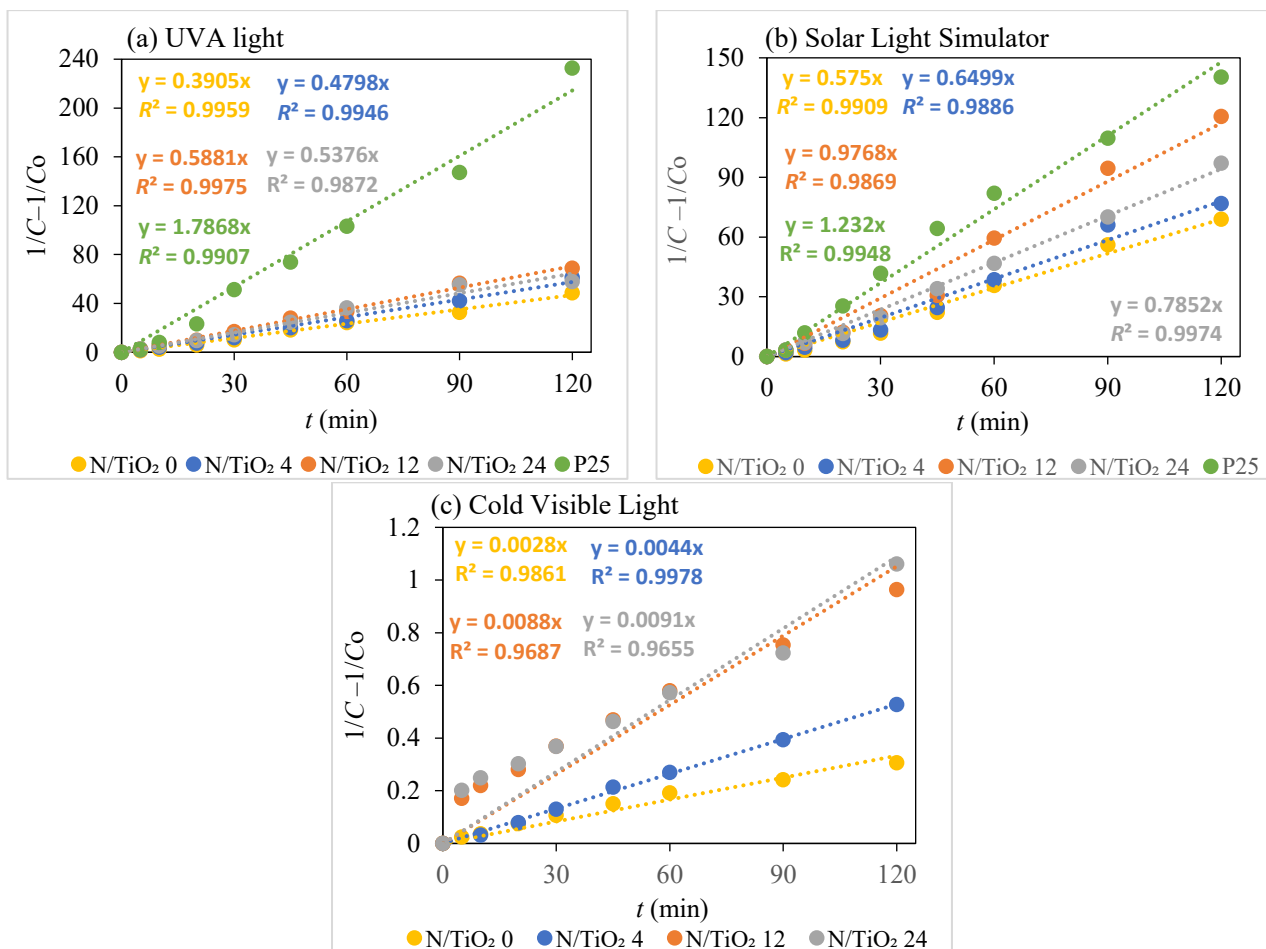 (a) UVA light
240
200
160
120
80
40
0
1/C−1/Co
y = 0.3905x
R² = 0.9959
y = 0.4798x
R² = 0.9946
y = 0.5881x
R² = 0.9975
y = 0.5376x
R² = 0.9872
y = 1.7868x
R² = 0.9907
0 30 60 90 120
t (min)
N/TiO₂ 0 N/TiO₂ 4 N/TiO₂ 12 N/TiO₂ 24 P25
(b) Solar Light Simulator
150
120
90
60
30
0
1/C −1/Co
y = 0.575x
R² = 0.9909
y = 0.6499x
R² = 0.9886
y = 0.9768x
R² = 0.9869
y = 1.232x
R² = 0.9948
y = 0.7852x
R² = 0.9974
0 30 60 90 120
t (min)
N/TiO₂ 0 N/TiO₂ 4 N/TiO₂ 12 N/TiO₂ 24 P25
(c) Cold Visible Light
1.2
1
0.8
0.6
0.4
0.2
0
1/C −1/Co
y = 0.0028x
R² = 0.9861
y = 0.0044x
R² = 0.9978
y = 0.0088x
R² = 0.9687
y = 0.0091x
R² = 0.9655
0 30 60 90 120
t (min)
N/TiO₂ 0 N/TiO₂ 4 N/TiO₂ 12 N/TiO₂ 24